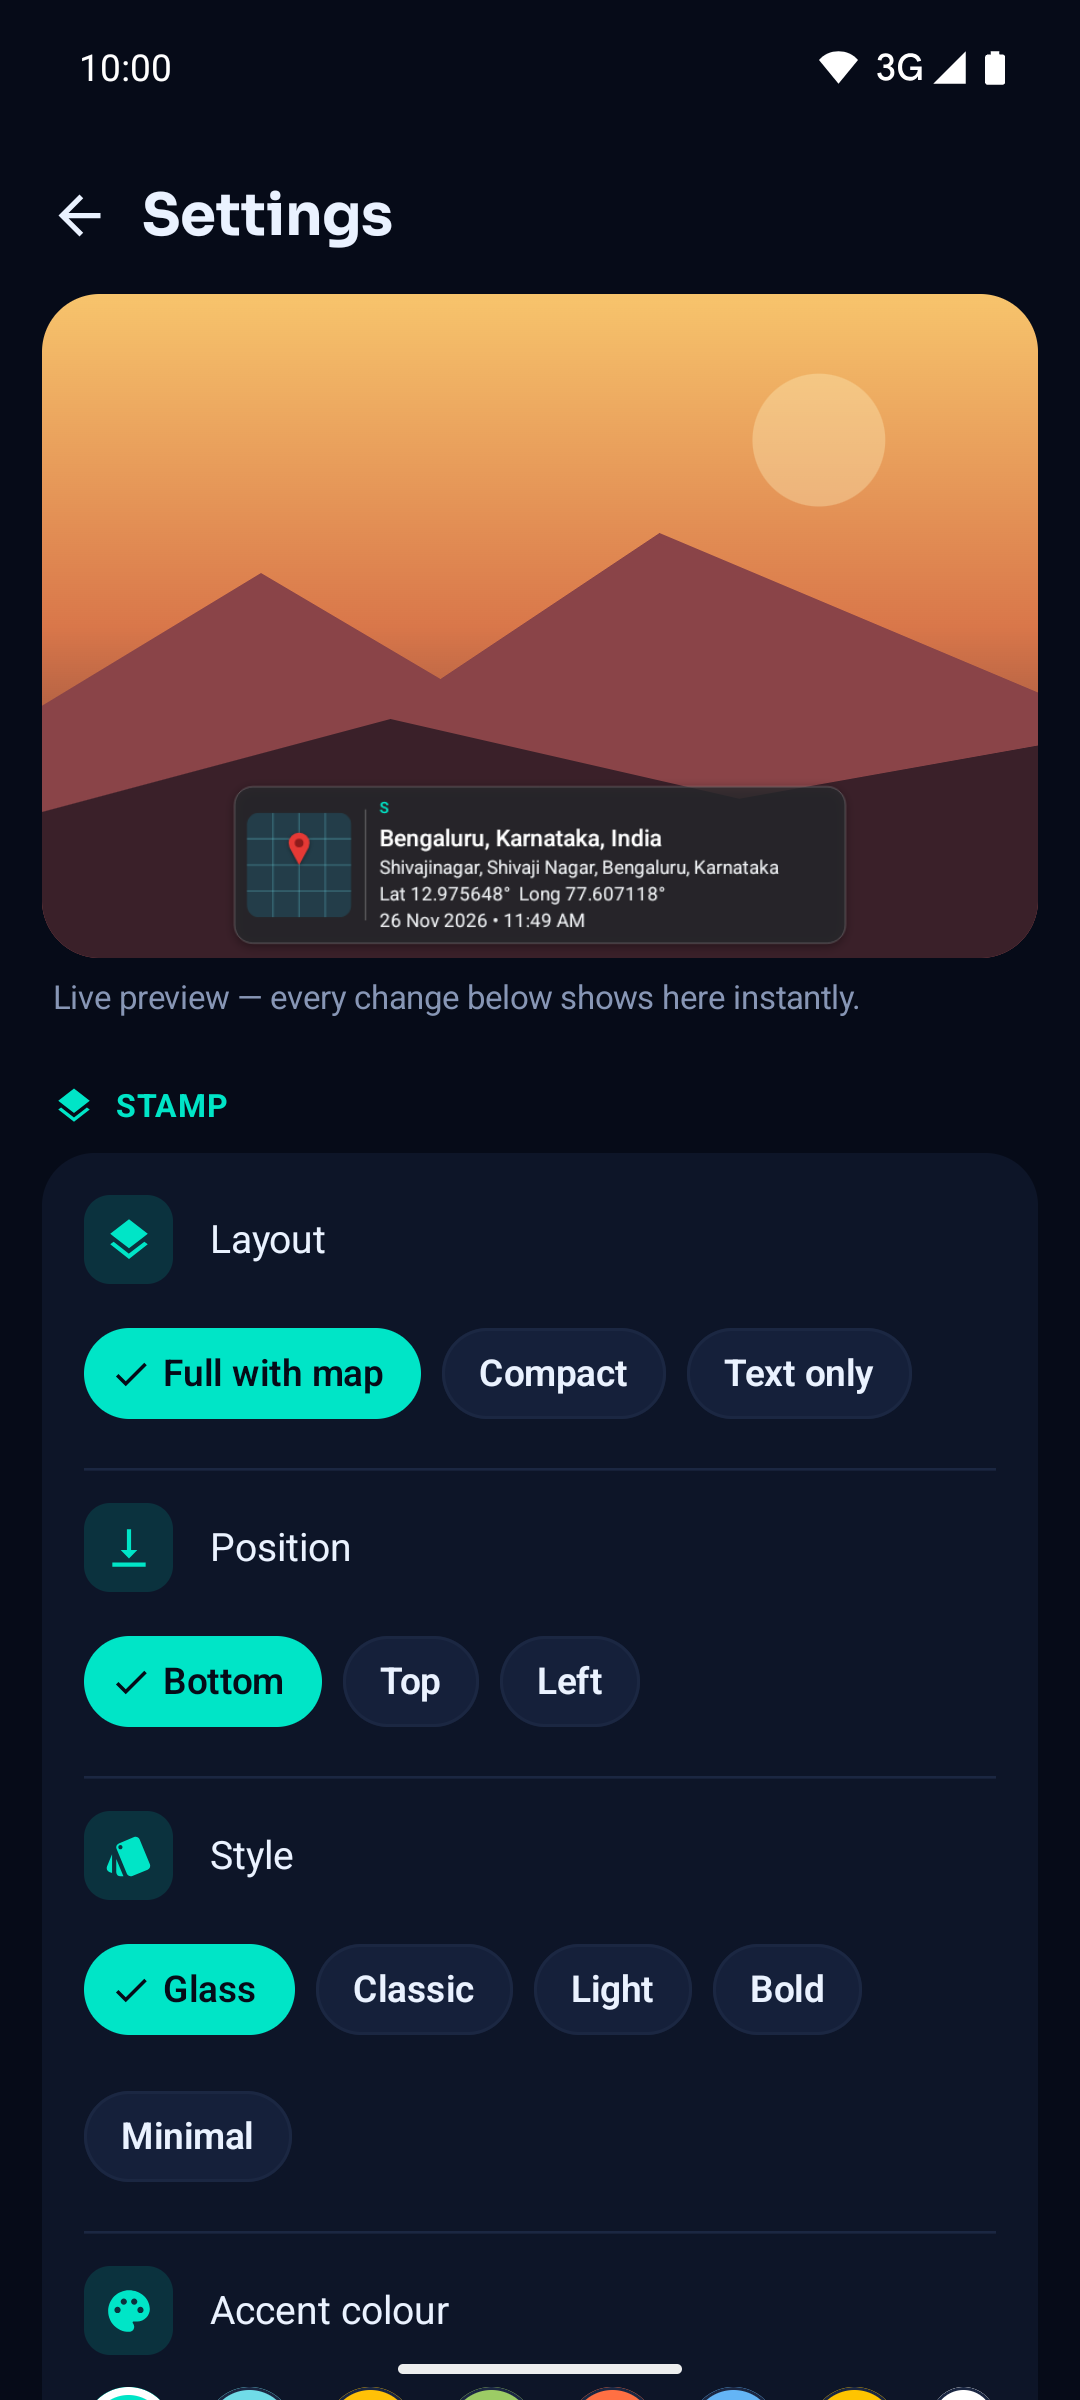 10:00
3G
Settings
S
Bengaluru, Karnataka, India
Shivajinagar, Shivaji Nagar, Bengaluru, Karnataka
Lat 12.975648° Long 77.607118°
26 Nov 2026 • 11:49 AM
Live preview — every change below shows here instantly.
STAMP
Layout
Full with map
Compact
Text only
Position
Bottom
Top
Left
Style
Glass
Classic
Light
Bold
Minimal
Accent colour